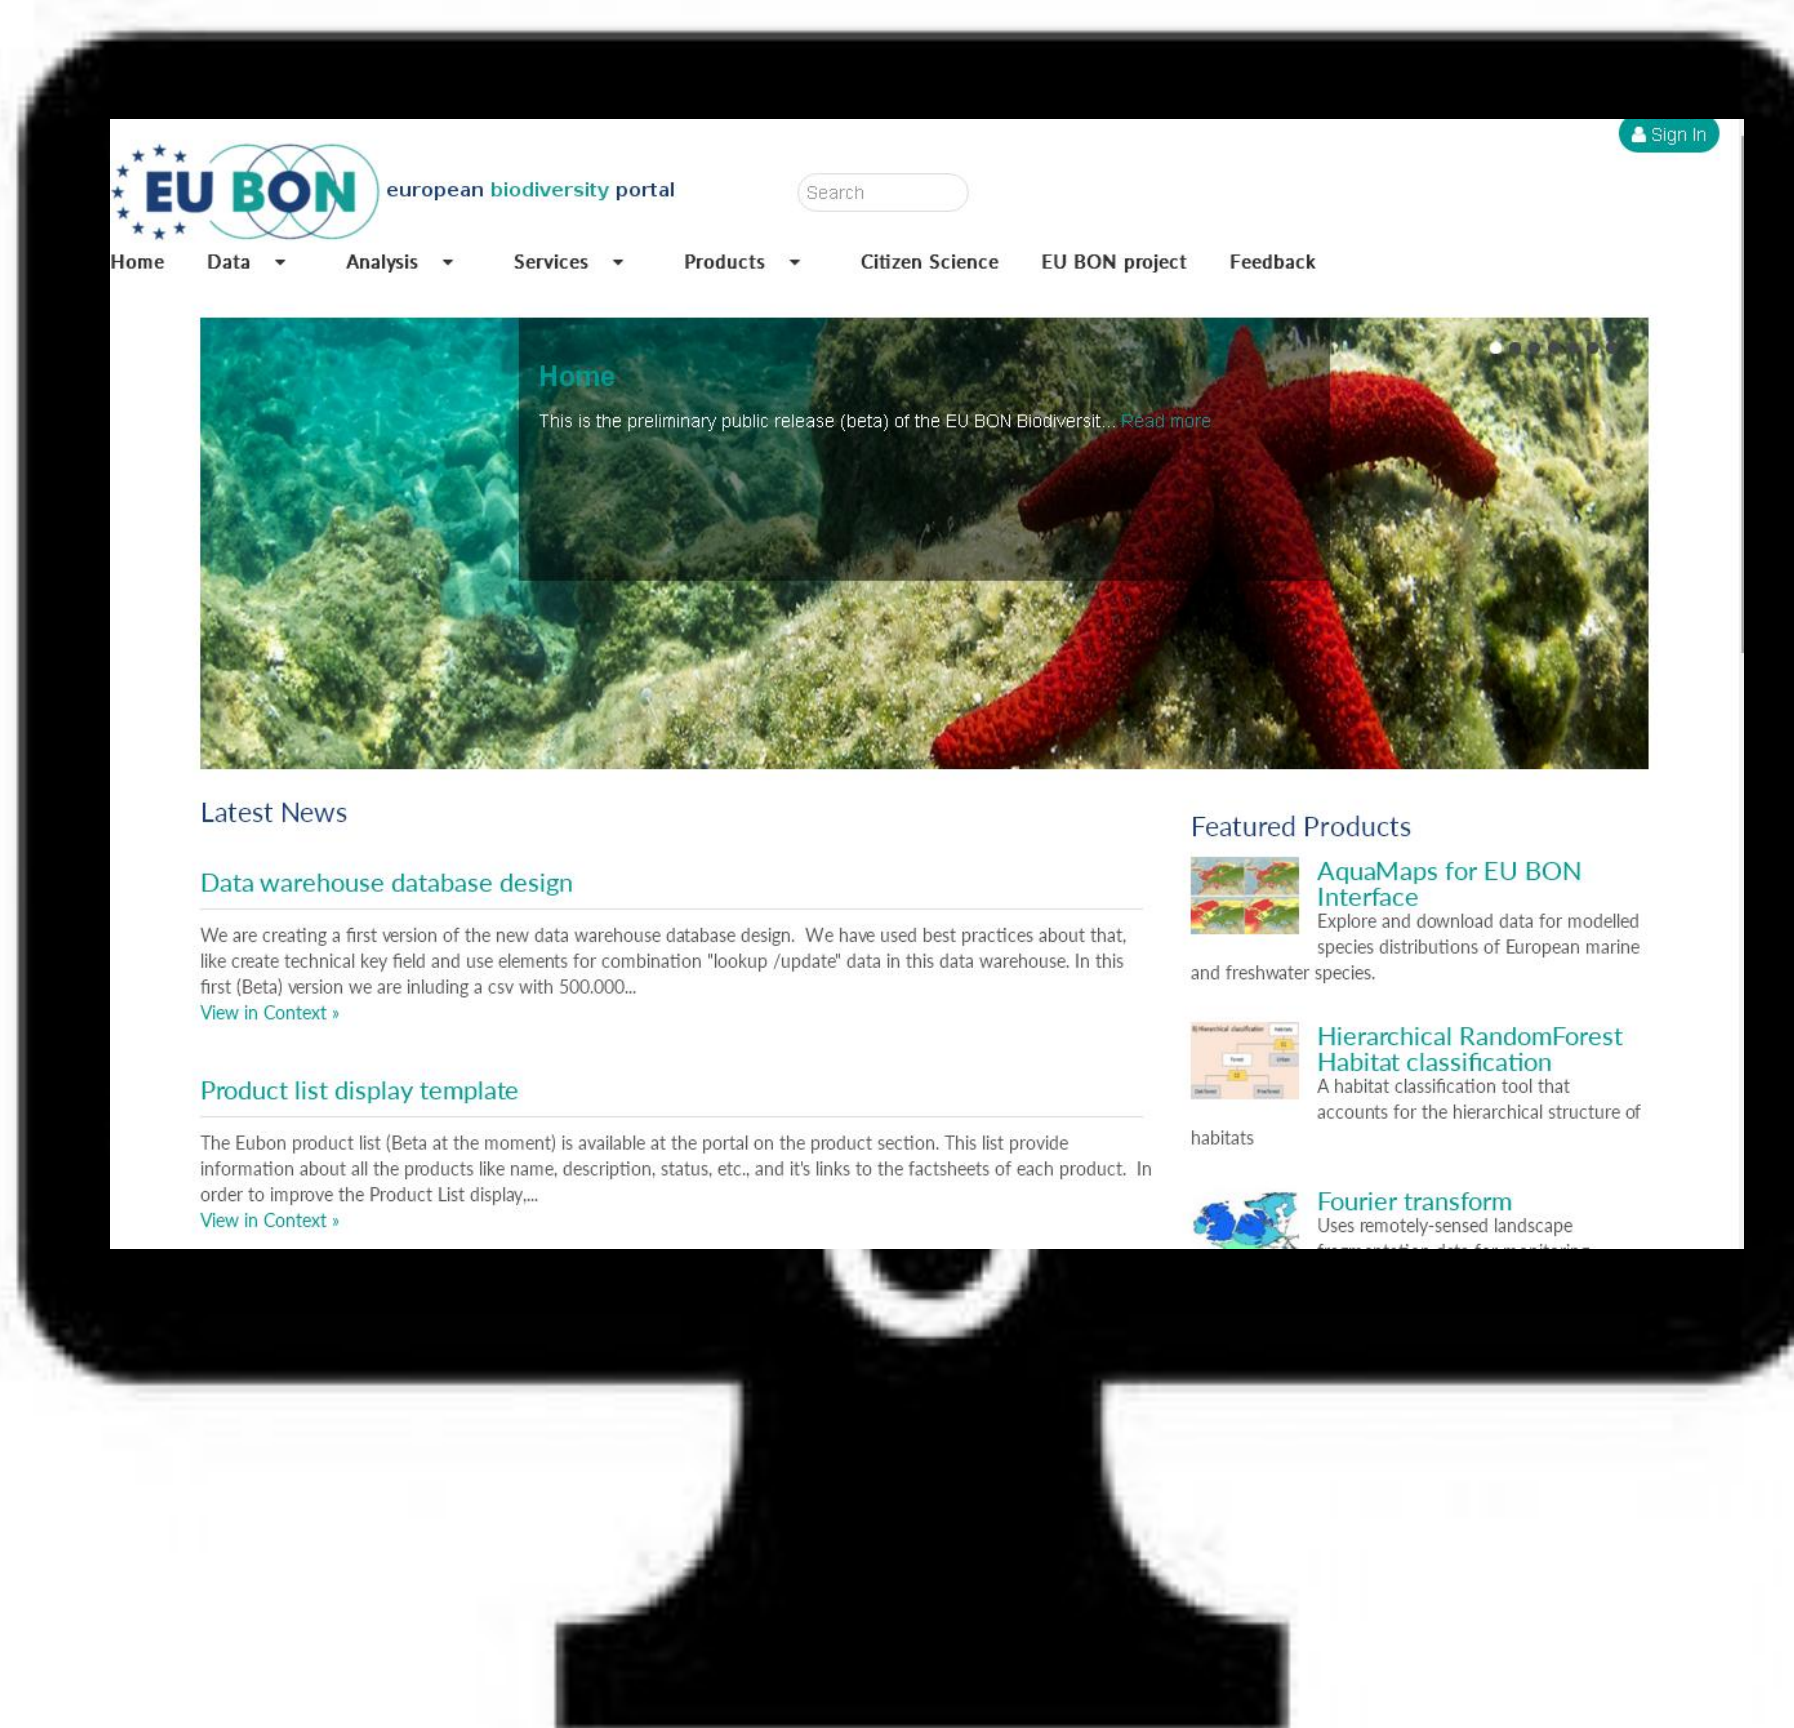 Sign In
EU BON
european biodiversity portal
Search
Home Data Analysis Services Products Citizen Science EU BON project Feedback
Home
This is the preliminary public release (beta) of the EU BON Biodiversit... Read more
Latest News
Data warehouse database design
We are creating a first version of the new data warehouse database design. We have used best practices about that,
like create technical key field and use elements for combination "lookup /update" data in this data warehouse. In this
first (Beta) version we are inluding a csv with 500.000...
View in Context »
Product list display template
The Eubon product list (Beta at the moment) is available at the portal on the product section. This list provide
information about all the products like name, description, status, etc., and it's links to the factsheets of each product. In
order to improve the Product List display,...
View in Context »
Featured Products
AquaMaps for EU BON
Interface
Explore and download data for modelled
species distributions of European marine
and freshwater species.
Hierarchical RandomForest
Habitat classification
A habitat classification tool that
accounts for the hierarchical structure of
habitats
Fourier transform
Uses remotely-sensed landscape